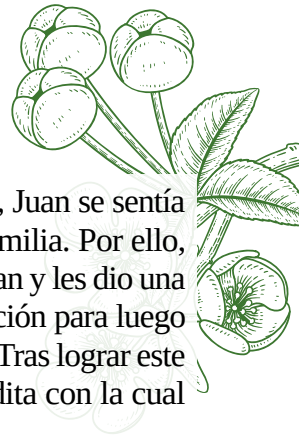 , Juan se sentía
milia. Por ello,
an y les dio una
ción para luego
Tras lograr este
dita con la cual